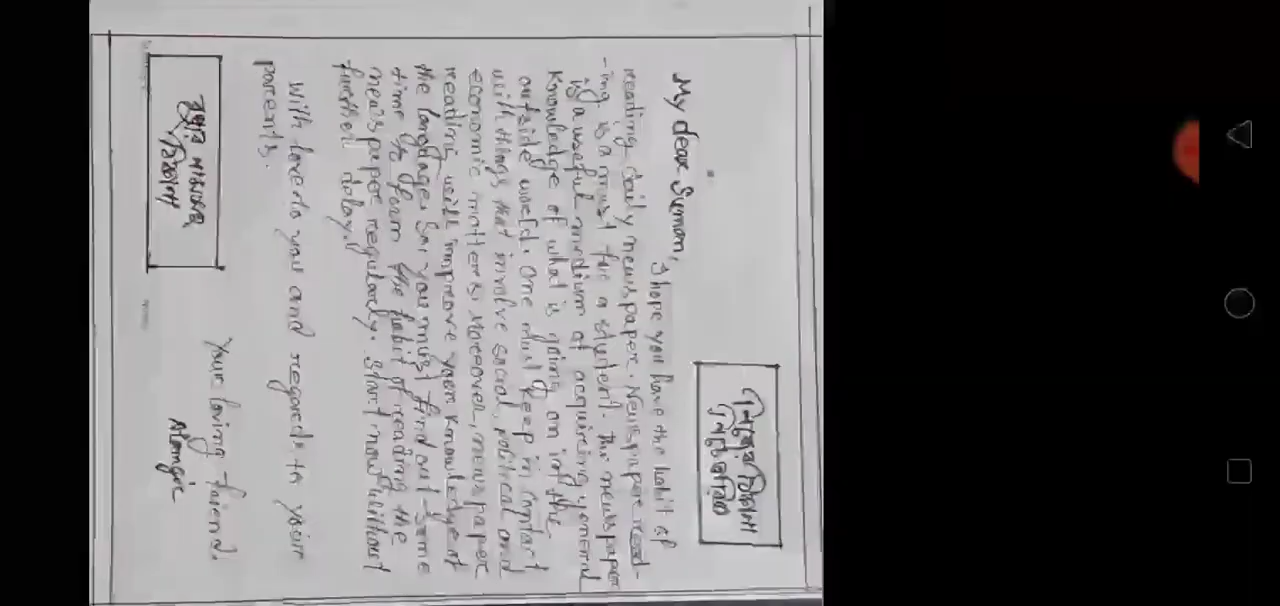 নিজের ঠিকানা
My dear Suman,
I hope you have the habit of
reading daily newspaper. Newspaper read-
-ing is a must for a student. The newspaper
is a useful medium of acquiring general
knowledge of what is going on in the
outside world. One must keep in contact
with things that involve social, political and
economic matters. Moreover, newspaper
reading will improve your knowledge of
the language. So, you must find out some
time to form the habit of reading the
newspaper regularly. Start now without
further delay.
With love to you and regards to your
parents.
Your loving friend.
ঠিকানা